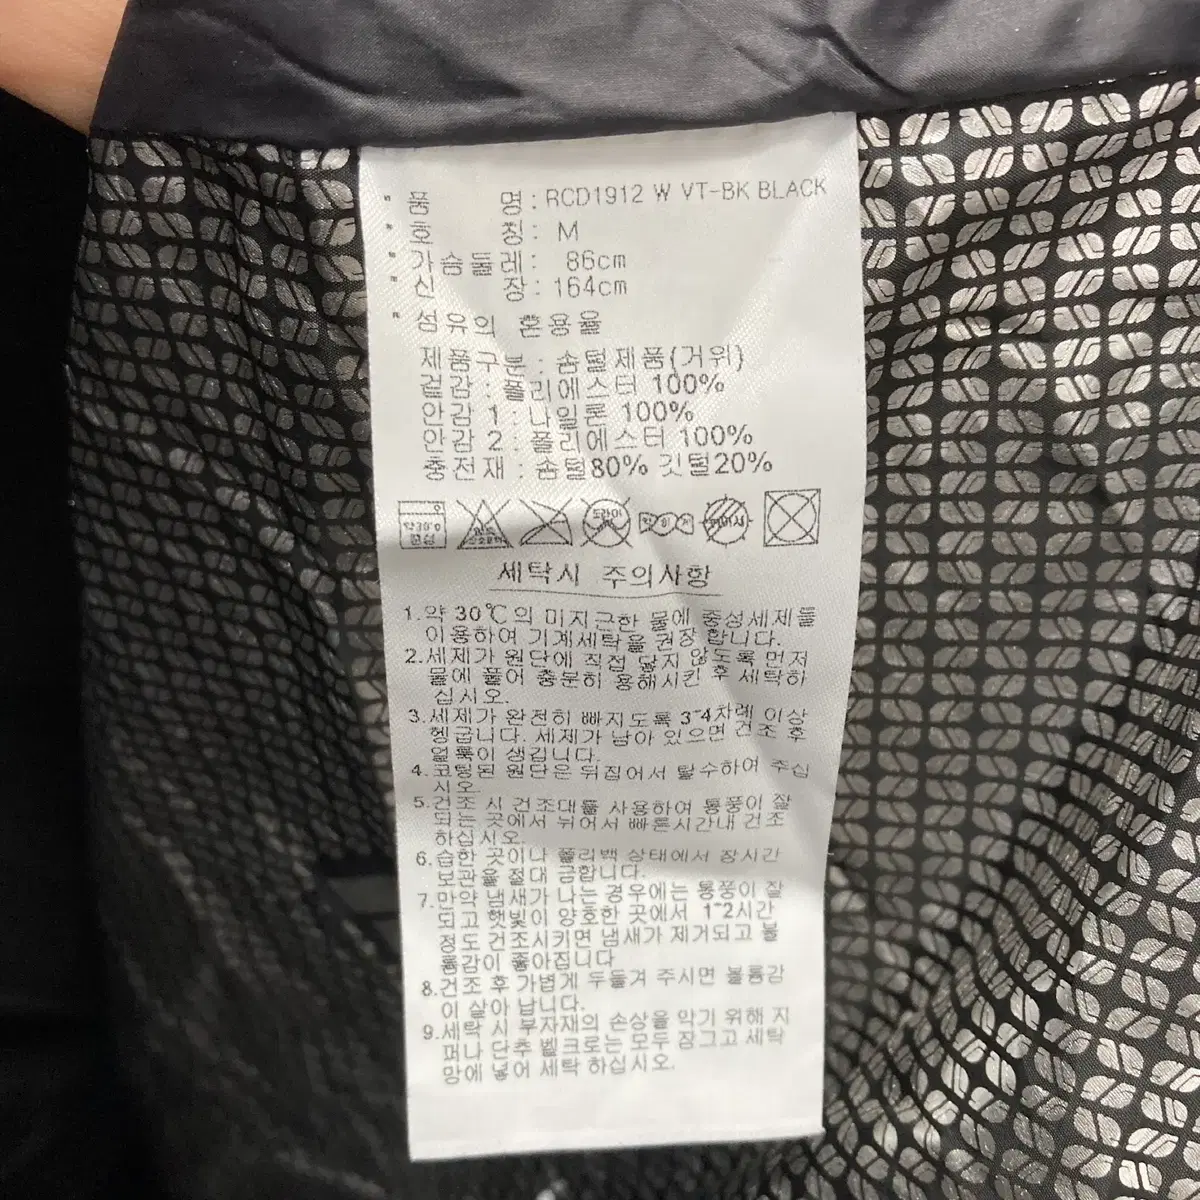 * 품 명 : RCD1912 W VT-BK BLACK
* 호 칭 : M
* 가슴둘레 : 86cm
* 신 장 : 164cm
* 섬유의 혼용율
제품구분 : 솜털제품(거위)
겉감 : 폴리에스터 100%
안감 1 : 나일론 100%
안감 2 : 폴리에스터 100%
충전재 : 솜털80% 깃털20%
약30℃ 중성 염소 드라이 약하게
세탁시 주의사항
1.약 30℃의 미지근한 물에 중성세제를
이용하여 기계세탁을 권장 합니다.
2.세제가 원단에 직접 닿지 않도록 먼저
물에 풀어 충분히 용해시킨 후 세탁하
십시오.
3.세제가 완전히 빠지도록 3~4차례 이상
헹굽니다. 세제가 남아 있으면 건조 후
얼룩이 생깁니다.
4.코팅된 원단은 뒤집어서 탈수하여 주십
시오.
5.건조 시 건조대를 사용하여 통풍이 잘
되는 곳에서 뉘어서 빠른시간내 건조
하십시오.
6.습한 곳이나 폴리백 상태에서 장시간
보관을 절대 금합니다.
7.만약 냄새가 나는 경우에는 통풍이 잘
되고 햇빛이 양호한 곳에서 1~2시간
정도 건조시키면 냄새가 제거되고 볼
륨감이 좋아집니다
8.건조 후 가볍게 두들겨 주시면 볼륨감
이 살아 납니다.
9.세탁 시 부자재의 손상을 막기 위해 지
퍼나 단추 벨크로는 모두 잠그고 세탁
망에 넣어 세탁 하십시오.